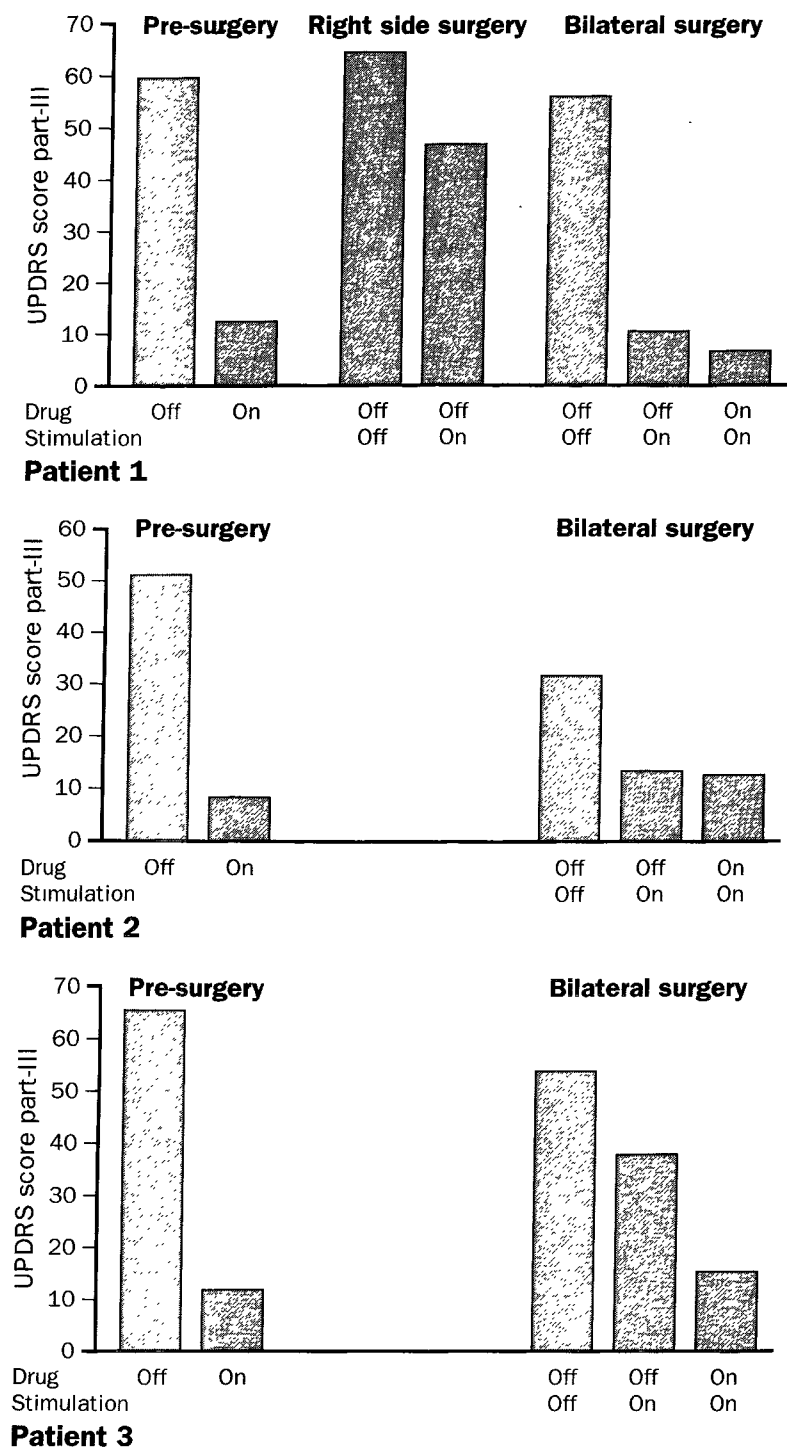 Pre-surgery Right side surgery Bilateral surgery
UPDRS score part-III
70
60
50
40
30
20
10
0
Drug Off On Off Off Off Off On
Stimulation Off On Off On On
Patient 1
Pre-surgery Bilateral surgery
UPDRS score part-III
60
50
40
30
20
10
0
Drug Off On Off Off On
Stimulation Off On On
Patient 2
Pre-surgery Bilateral surgery
UPDRS score part-III
70
60
50
40
30
20
10
0
Drug Off On Off Off On
Stimulation Off On On
Patient 3